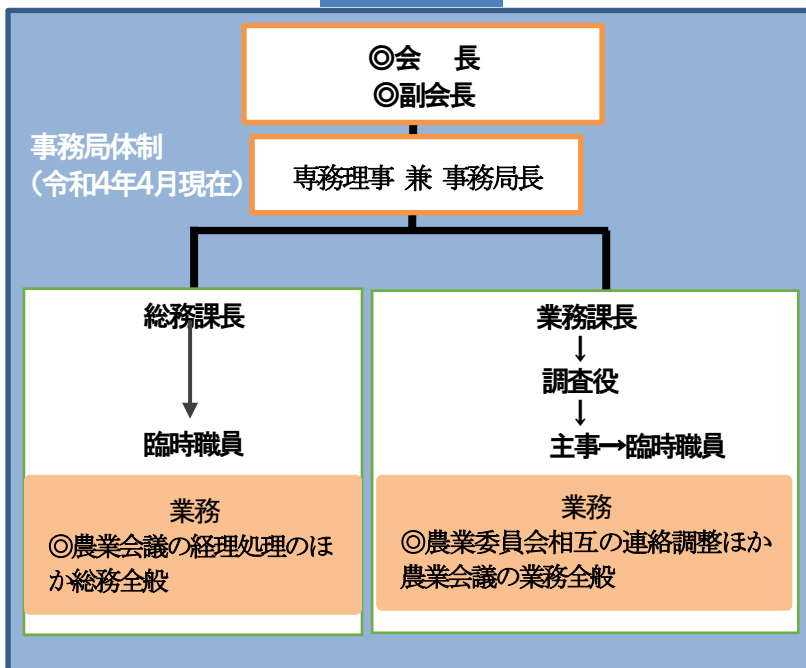 ◎会　長
◎副会長
事務局体制
（令和4年4月現在）
専務理事 兼 事務局長
総務課長
臨時職員
業務
◎農業会議の経理処理のほ
か総務全般
業務課長
↓
調査役
↓
主事→臨時職員
業務
◎農業委員会相互の連絡調整ほか
農業会議の業務全般